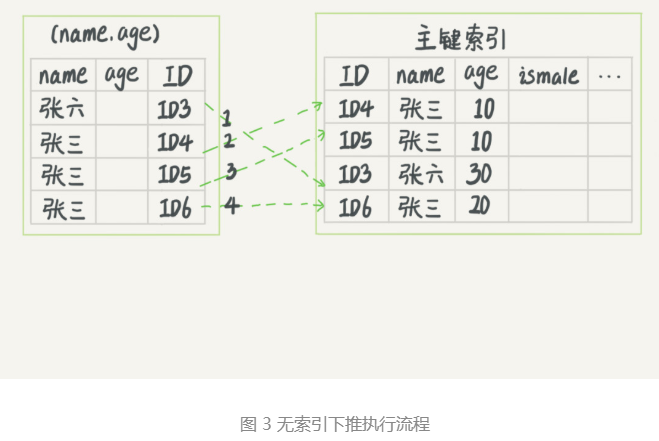 (name.age)
name age ID
张六 ID3
张三 ID4
张三 ID5
张三 ID6
1
2
3
4
主键索引
ID name age ismale ...
ID4 张三 10
ID5 张三 10
ID3 张六 30
ID6 张三 20
图 3 无索引下推执行流程